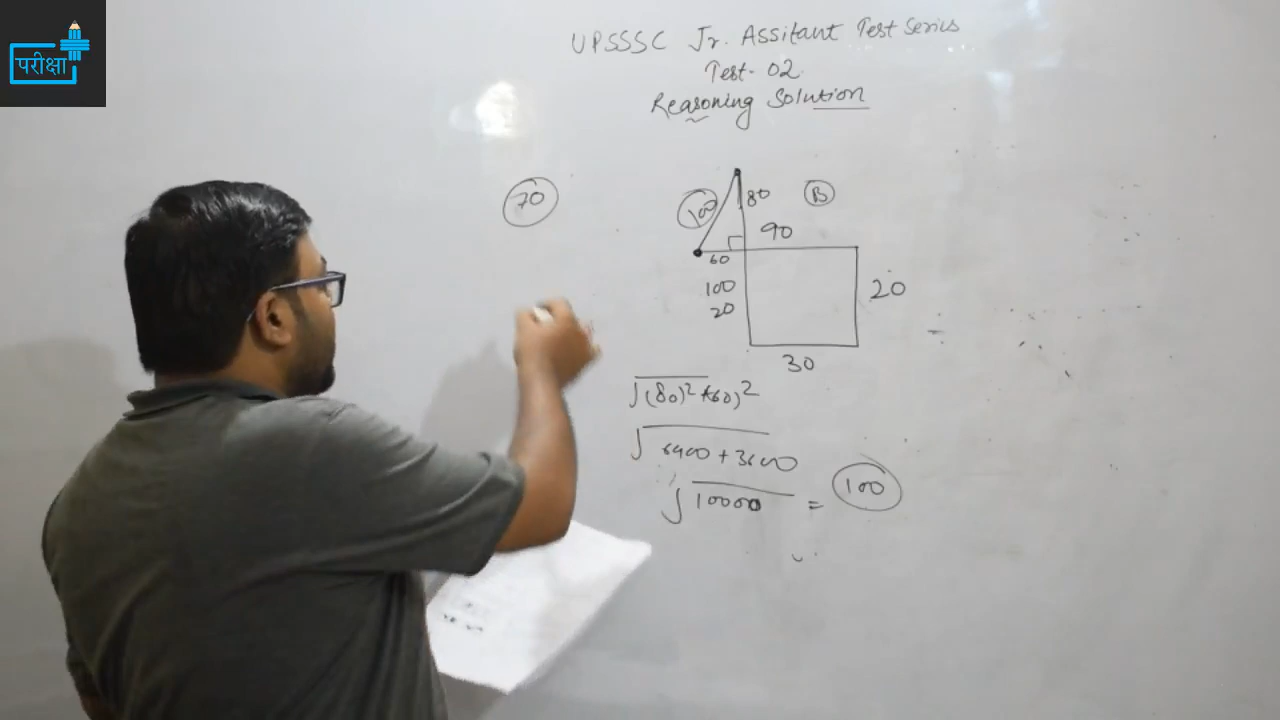 परीक्षा
UPSSSC Jr. Assitant Test Series
Test-02
Reasoning Solution
70
100
80
B
90
60
100
20
20
30
√(80)²+(60)²
√6400+3600
√10000 = 100